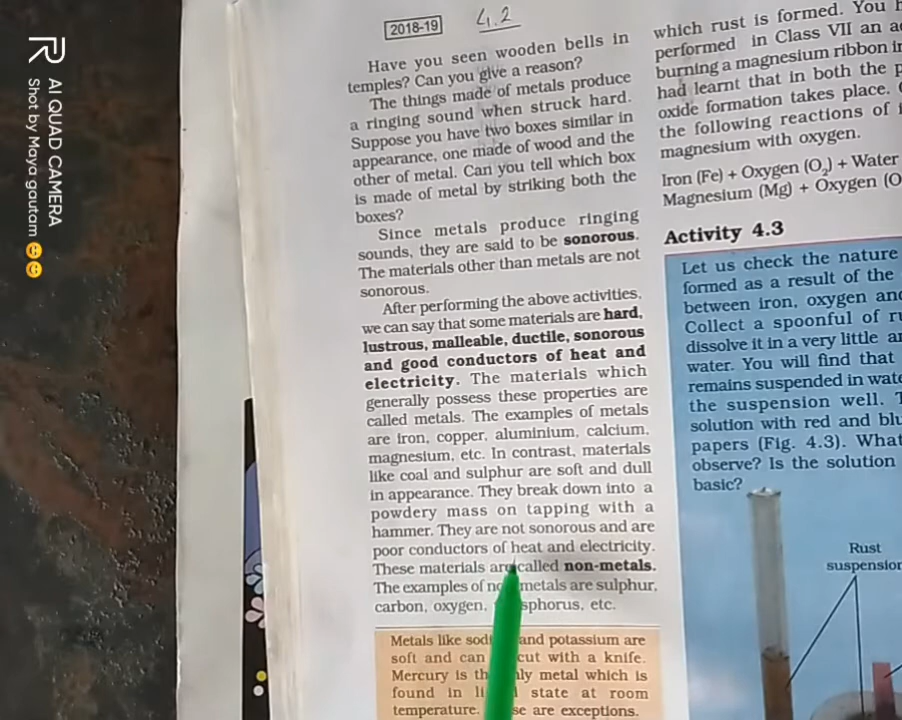 2018-19
4.2
Have you seen wooden bells in
temples? Can you give a reason?
The things made of metals produce
a ringing sound when struck hard.
Suppose you have two boxes similar in
appearance, one made of wood and the
other of metal. Can you tell which box
is made of metal by striking both the
boxes?
Since metals produce ringing
sounds, they are said to be sonorous.
The materials other than metals are not
sonorous.
After performing the above activities,
we can say that some materials are hard,
lustrous, malleable, ductile, sonorous
and good conductors of heat and
electricity. The materials which
generally possess these properties are
called metals. The examples of metals
are iron, copper, aluminium, calcium,
magnesium, etc. In contrast, materials
like coal and sulphur are soft and dull
in appearance. They break down into a
powdery mass on tapping with a
hammer. They are not sonorous and are
poor conductors of heat and electricity.
These materials are called non-metals.
The examples of metals are sulphur,
carbon, oxygen, sphorus, etc.
Metals like and potassium are
soft and can cut with a knife.
Mercury is metal which is
found in state at room
temperature. are exceptions.
which rust is formed. You
performed in Class VII an
burning a magnesium ribbon
had learnt that in both the
oxide formation takes place.
the following reactions of
magnesium with oxygen.
Iron (Fe) + Oxygen (O₂) + Water
Magnesium (Mg) + Oxygen (O
Activity 4.3
Let us check the nature
formed as a result of the
between iron, oxygen
Collect a spoonful of
dissolve it in a very little
water. You will find that
remains suspended in
the suspension well.
solution with red and
papers (Fig. 4.3). What
observe? Is the solution
basic?
Rust
suspension
AI QUAD CAMERA
Shot by Maya gautam 😊😊